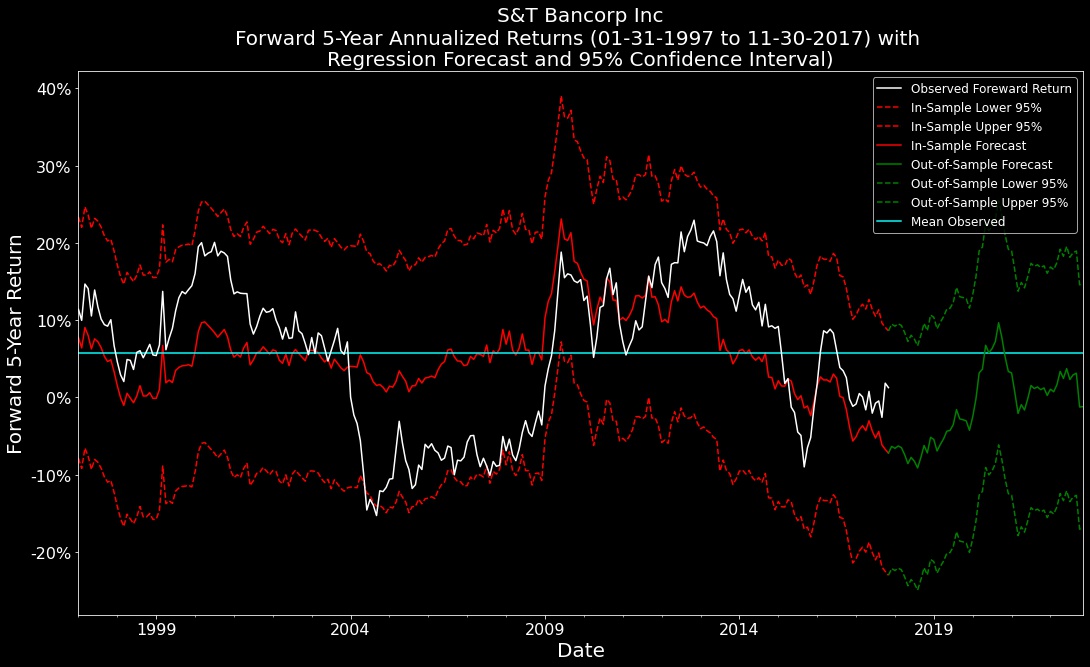 S&T Bancorp Inc
Forward 5-Year Annualized Returns (01-31-1997 to 11-30-2017) with
Regression Forecast and 95% Confidence Interval)
40%
30%
20%
10%
0%
-10%
-20%
Forward 5-Year Return
Observed Foreward Return
In-Sample Lower 95%
In-Sample Upper 95%
In-Sample Forecast
Out-of-Sample Forecast
Out-of-Sample Lower 95%
Out-of-Sample Upper 95%
Mean Observed
1999
2004
2009
2014
2019
Date